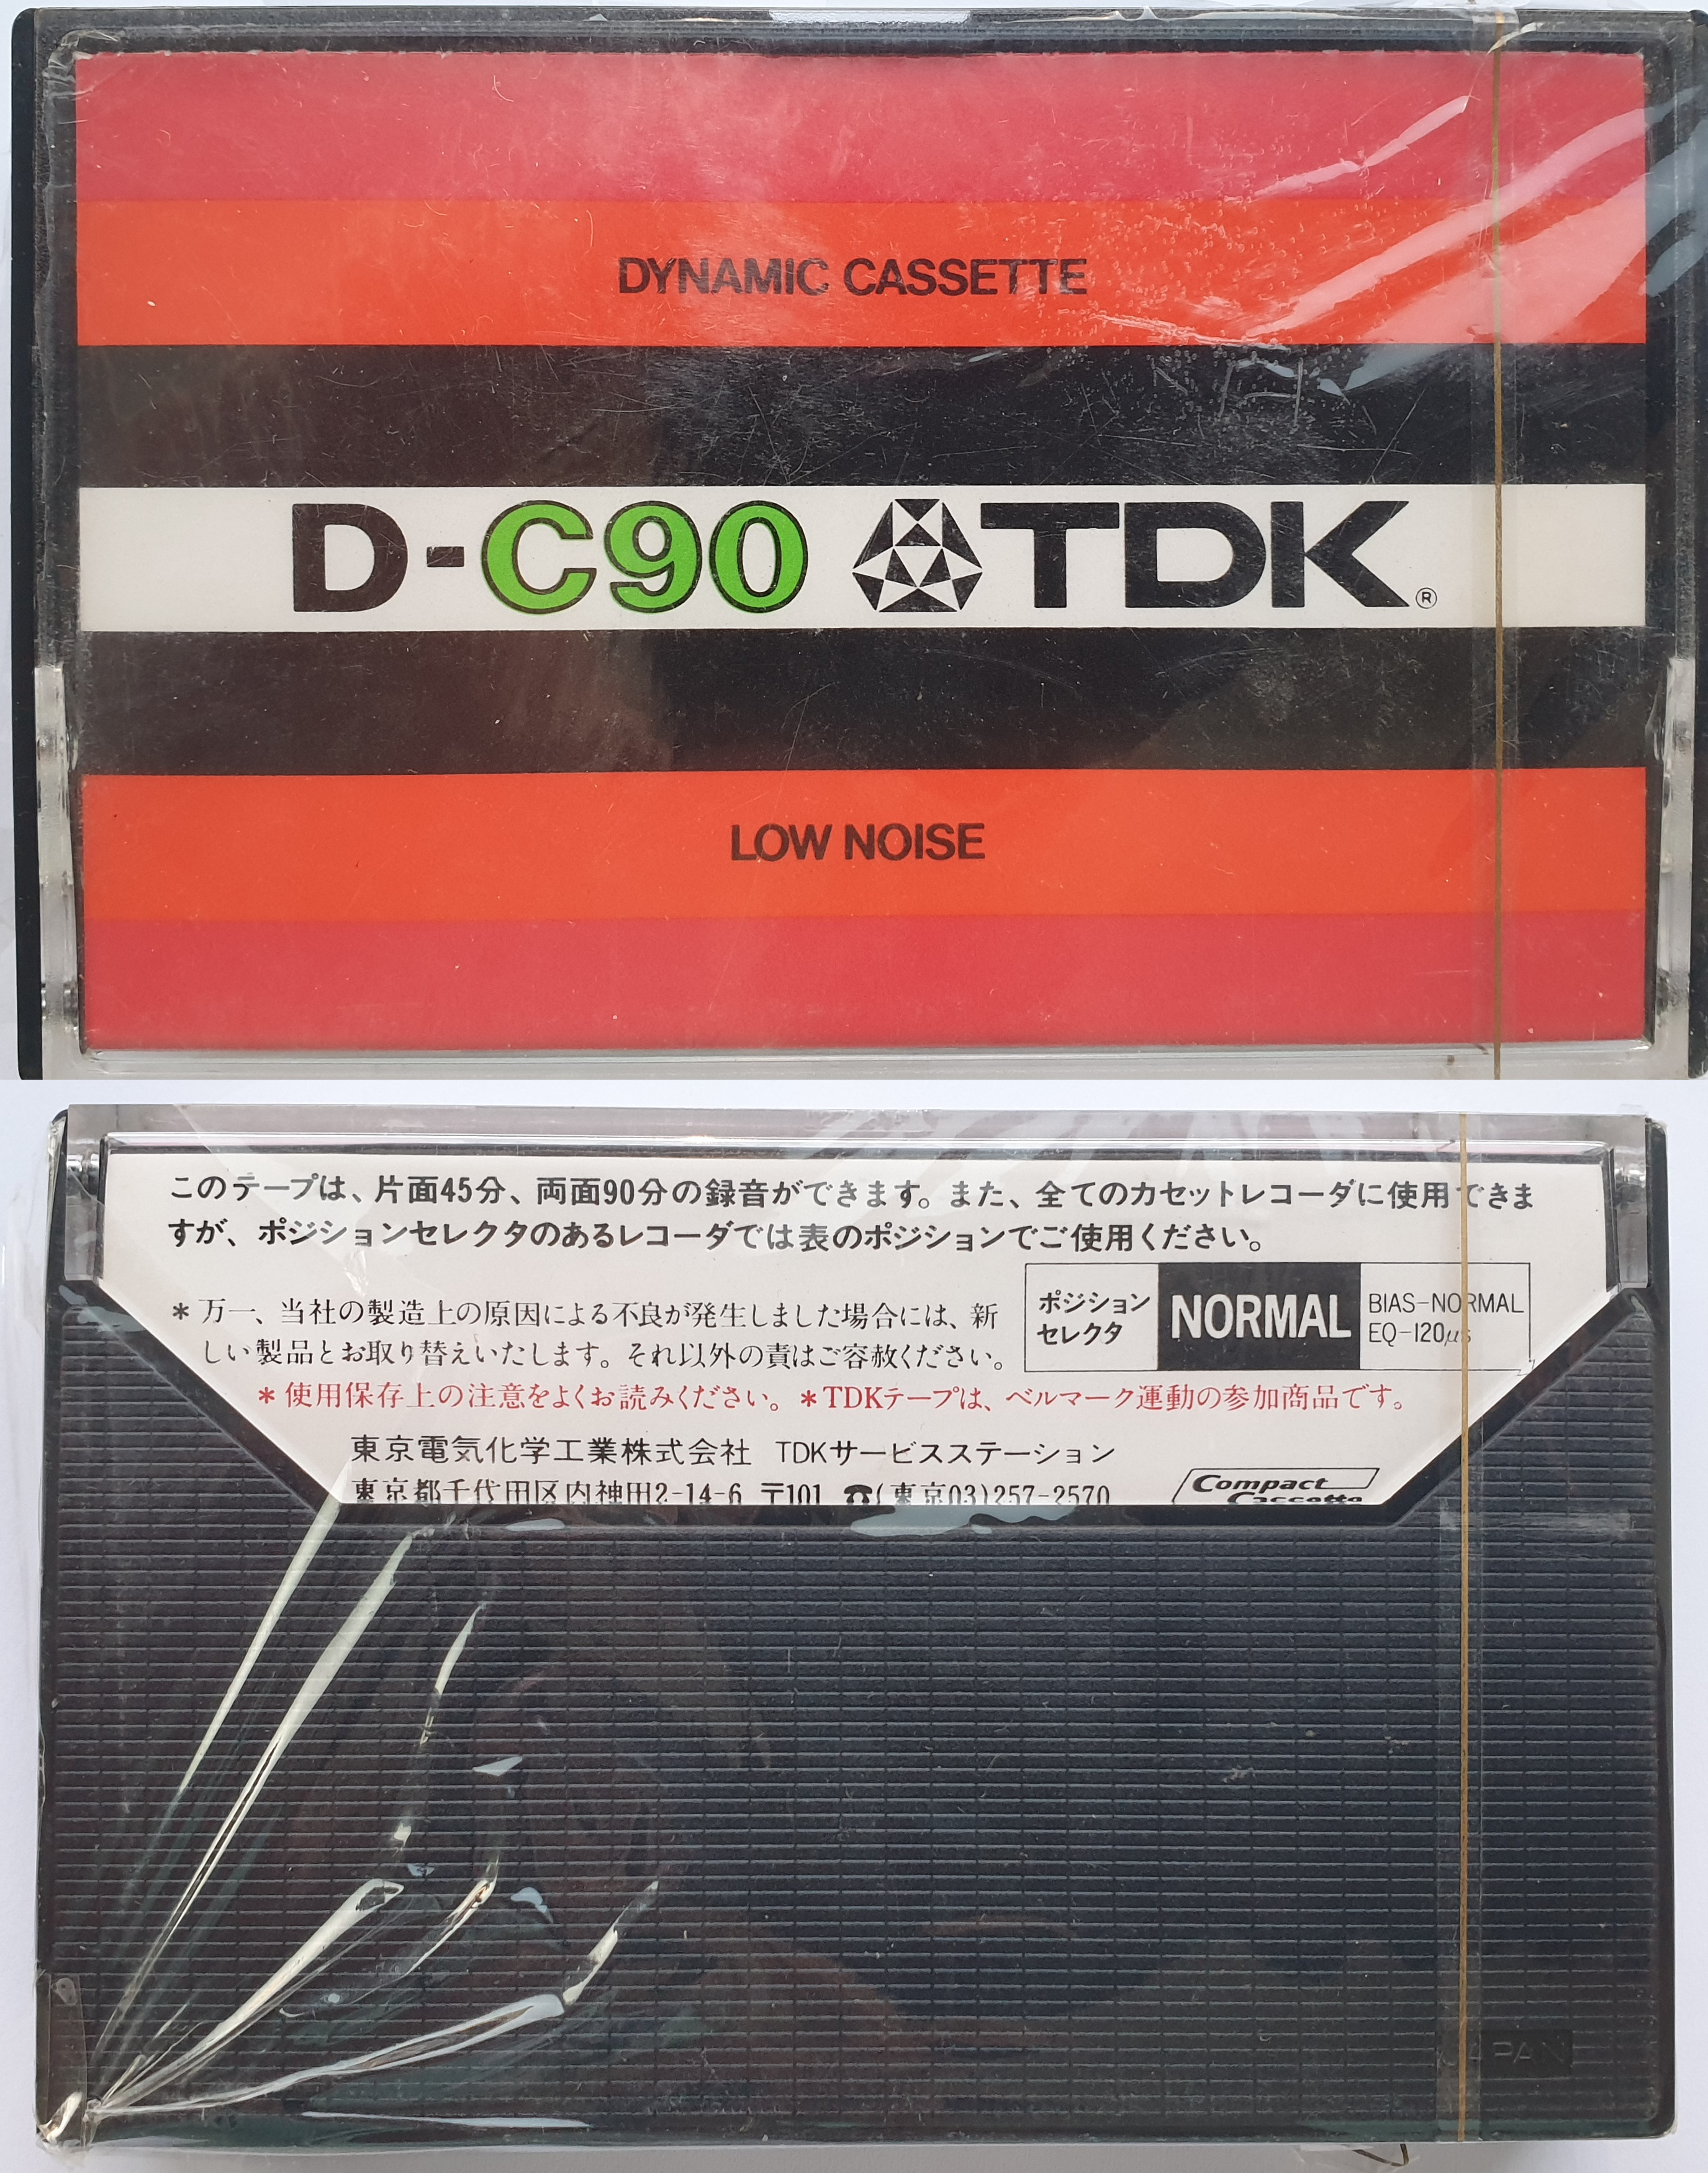 DYNAMIC CASSETTE
D-C90 TDK®
LOW NOISE
このテープは、片面45分、両面90分の録音ができます。また、全てのカセットレコーダに使用できま
すが、ポジションセレクタのあるレコーダでは表のポジションでご使用ください。
＊万一、当社の製造上の原因による不良が発生しました場合には、新
しい製品とお取り替えいたします。それ以外の責はご容赦ください。
ポジション
セレクタ
NORMAL
BIAS-NORMAL
EQ-120μs
＊使用保存上の注意をよくお読みください。＊TDKテープは、ベルマーク運動の参加商品です。
東京電気化学工業株式会社 TDKサービスステーション
東京都千代田区内神田2-14-6 〒101 ☎(東京03)257-2570
Compact
Cassette
JAPAN